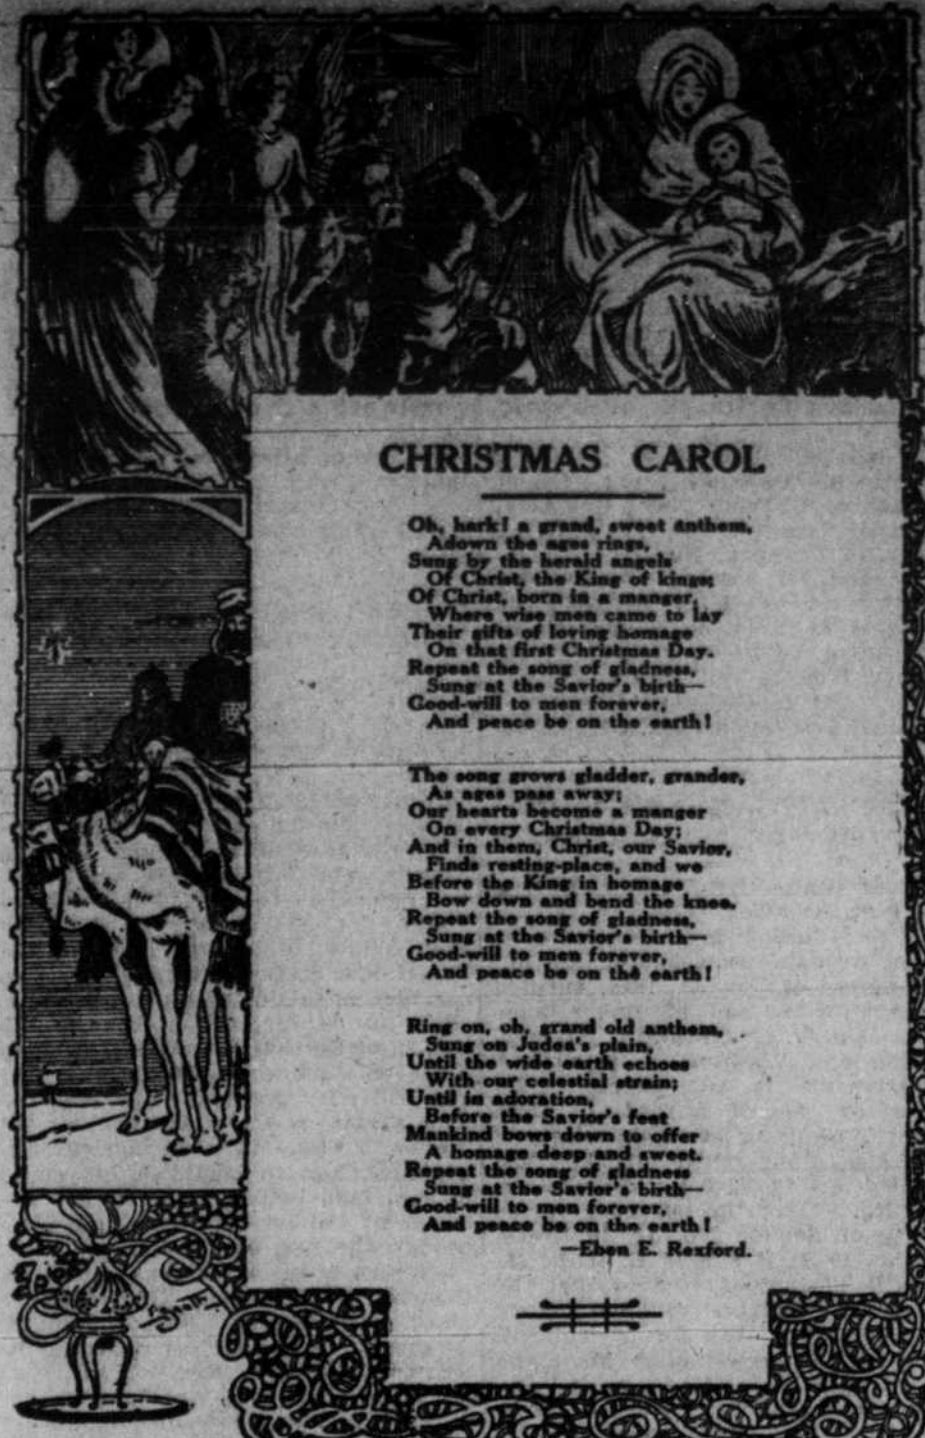 CHRISTMAS CAROL
Oh, hark! a grand, sweet anthem,
Adown the ages rings,
Sung by the herald angels
Of Christ, the King of kings;
Of Christ, born in a manger,
Where wise men came to lay
Their gifts of loving homage
On that first Christmas Day.
Repeat the song of gladness,
Sung at the Savior's birth—
Good-will to men forever,
And peace be on the earth!
The song grows gladder, grander,
As ages pass away;
Our hearts become a manger
On every Christmas Day;
And in them, Christ, our Savior,
Finds resting-place, and we
Before the King in homage
Bow down and bend the knee.
Repeat the song of gladness,
Sung at the Savior's birth—
Good-will to men forever,
And peace be on the earth!
Ring on, oh, grand old anthem,
Sung on Judea's plain,
Until the wide earth echoes
With our celestial strain;
Until in adoration,
Before the Savior's feet
Mankind bows down to offer
A homage deep and sweet.
Repeat the song of gladness
Sung at the Savior's birth—
Good-will to men forever,
And peace be on the earth!
—Eben E. Rexford.